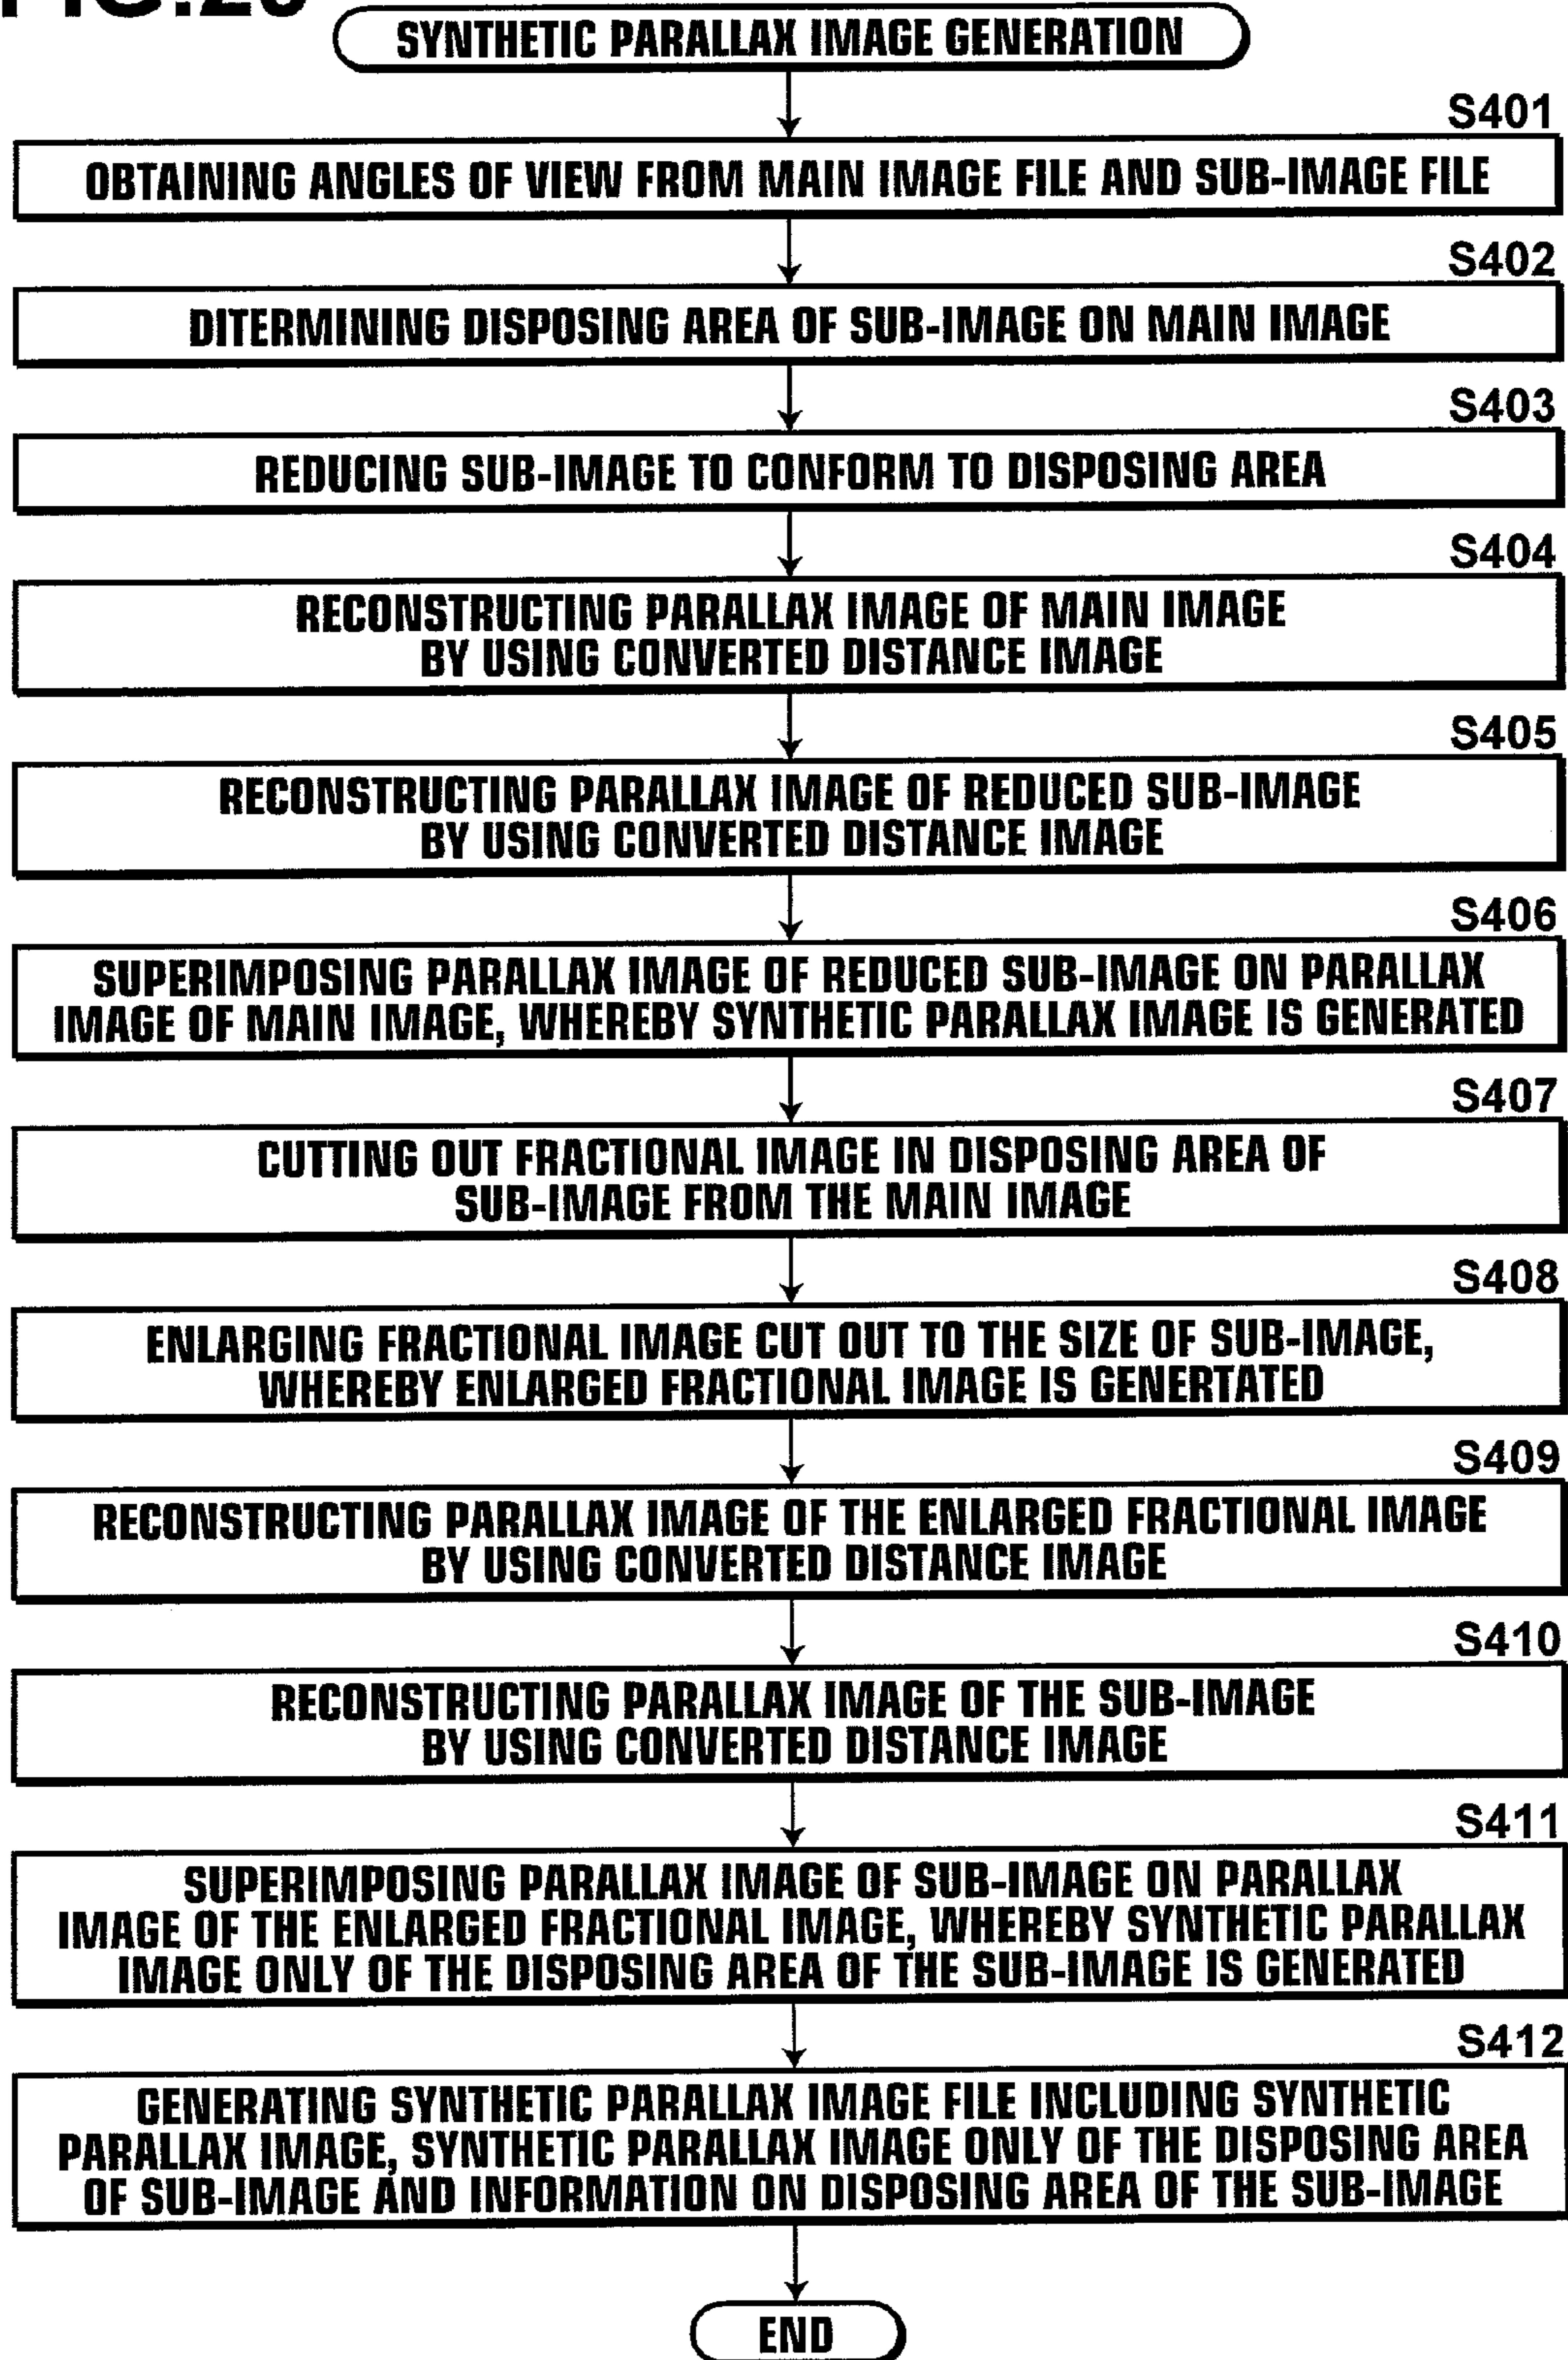 SYNTHETIC PARALLAX IMAGE GENERATION
S401
OBTAINING ANGLES OF VIEW FROM MAIN IMAGE FILE AND SUB-IMAGE FILE
S402
DITERMINING DISPOSING AREA OF SUB-IMAGE ON MAIN IMAGE
S403
REDUCING SUB-IMAGE TO CONFORM TO DISPOSING AREA
S404
RECONSTRUCTING PARALLAX IMAGE OF MAIN IMAGE
BY USING CONVERTED DISTANCE IMAGE
S405
RECONSTRUCTING PARALLAX IMAGE OF REDUCED SUB-IMAGE
BY USING CONVERTED DISTANCE IMAGE
S406
SUPERIMPOSING PARALLAX IMAGE OF REDUCED SUB-IMAGE ON PARALLAX
IMAGE OF MAIN IMAGE, WHEREBY SYNTHETIC PARALLAX IMAGE IS GENERATED
S407
CUTTING OUT FRACTIONAL IMAGE IN DISPOSING AREA OF
SUB-IMAGE FROM THE MAIN IMAGE
S408
ENLARGING FRACTIONAL IMAGE CUT OUT TO THE SIZE OF SUB-IMAGE,
WHEREBY ENLARGED FRACTIONAL IMAGE IS GENERTATED
S409
RECONSTRUCTING PARALLAX IMAGE OF THE ENLARGED FRACTIONAL IMAGE
BY USING CONVERTED DISTANCE IMAGE
S410
RECONSTRUCTING PARALLAX IMAGE OF THE SUB-IMAGE
BY USING CONVERTED DISTANCE IMAGE
S411
SUPERIMPOSING PARALLAX IMAGE OF SUB-IMAGE ON PARALLAX
IMAGE OF THE ENLARGED FRACTIONAL IMAGE, WHEREBY SYNTHETIC PARALLAX
IMAGE ONLY OF THE DISPOSING AREA OF THE SUB-IMAGE IS GENERATED
S412
GENERATING SYNTHETIC PARALLAX IMAGE FILE INCLUDING SYNTHETIC
PARALLAX IMAGE, SYNTHETIC PARALLAX IMAGE ONLY OF THE DISPOSING AREA
OF SUB-IMAGE AND INFORMATION ON DISPOSING AREA OF THE SUB-IMAGE
END